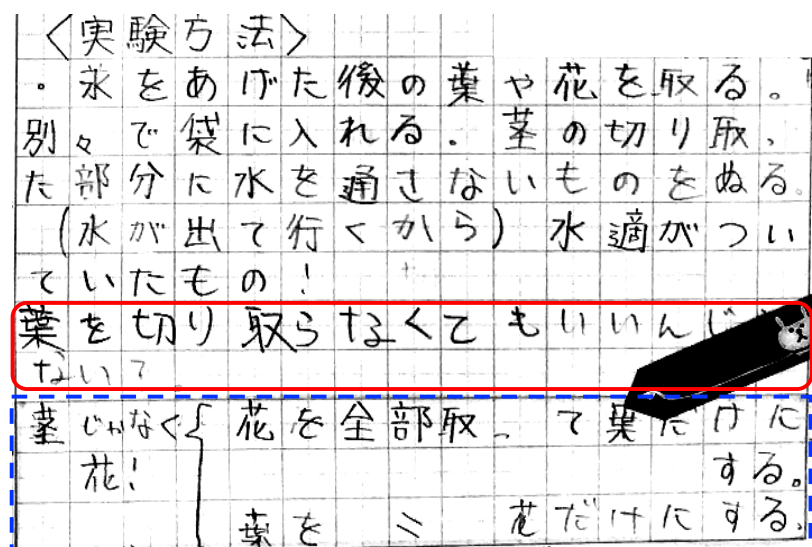 〈実験方法〉
・水をあげた後の葉や花を取る。
別々で袋に入れる。茎の切り取っ
た部分に水を通さないものをぬる。
(水が出て行くから)水適がつい
ていたもの!
葉を切り取らなくてもいいんじ
ない?
茎じゃなく{花を全部取って葉だけに
花! する。
葉を 〃 花だけにする。